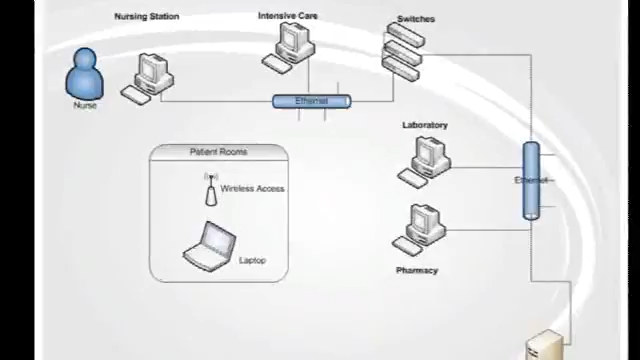 Nursing Station
Intensive Care
Switches
Nurse
Ethernet
Laboratory
Patient Rooms
Wireless Access
Ethernet
Laptop
Pharmacy